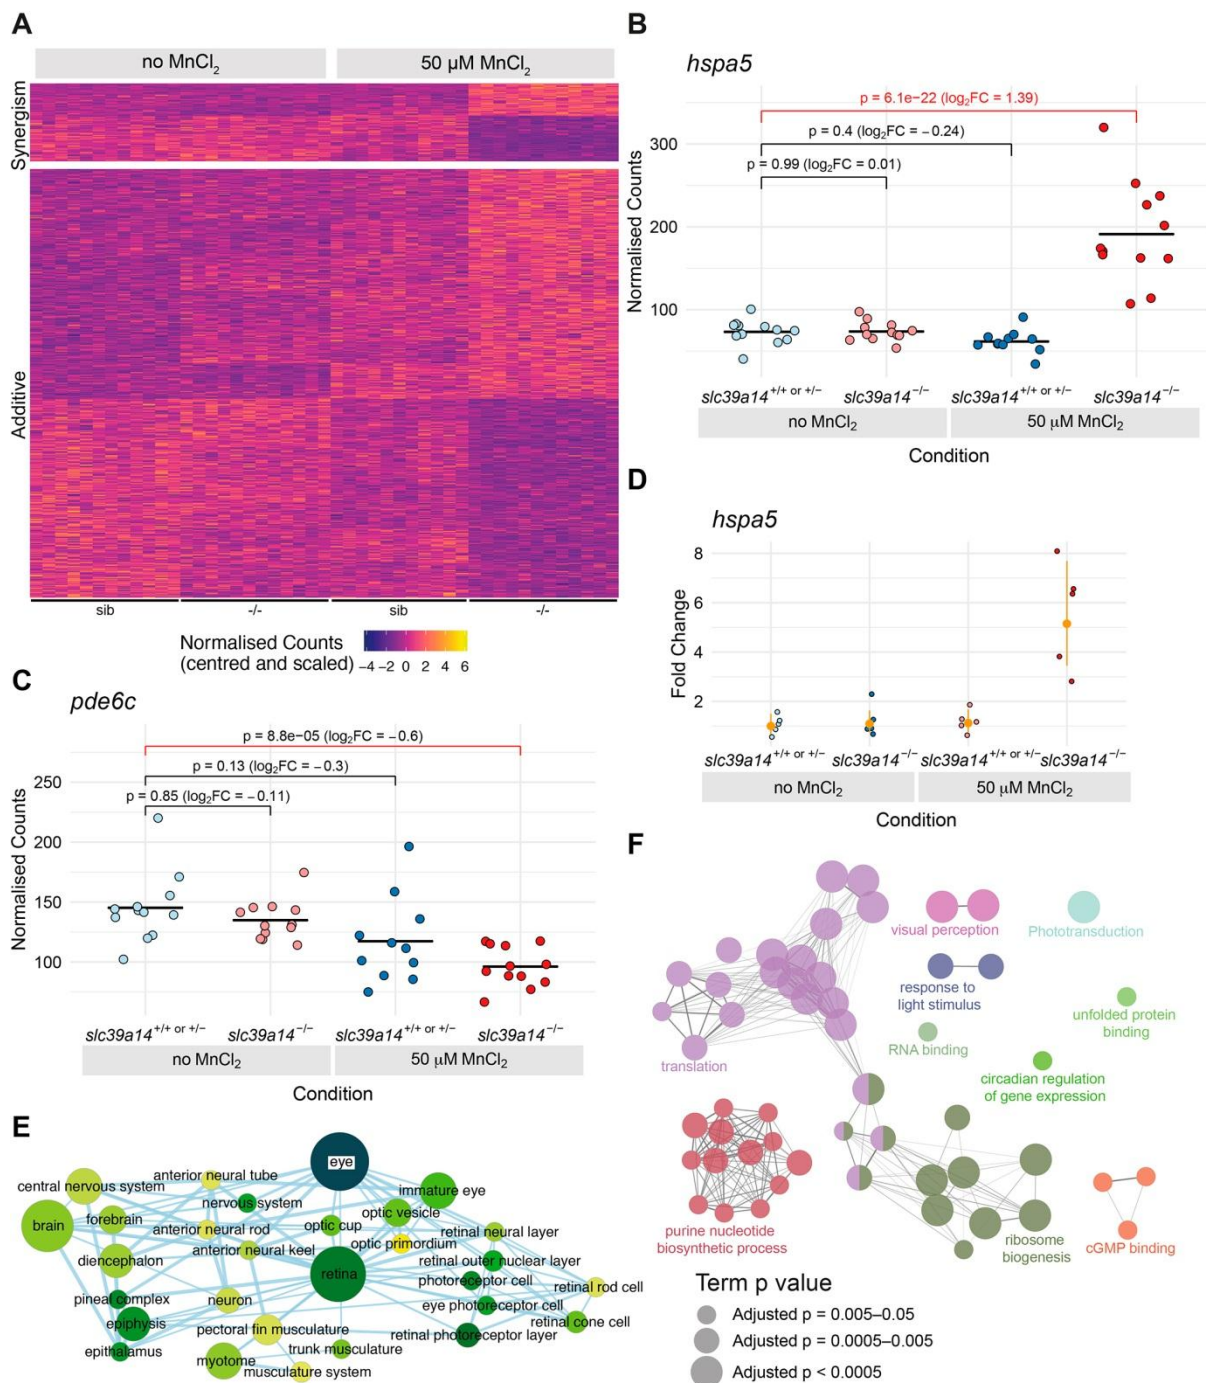 A
no MnCl₂
50 µM MnCl₂
Synergism
Additive
sib
-/-
sib
-/-
Normalised Counts
(centred and scaled)
−4 −2 0 2 4 6
B
hspa5
p = 6.1e−22 (log₂FC = 1.39)
p = 0.4 (log₂FC = −0.24)
p = 0.99 (log₂FC = 0.01)
Normalised Counts
300
200
100
slc39a14⁺/⁺ ᵒʳ ⁺/⁻
slc39a14⁻/⁻
slc39a14⁺/⁺ ᵒʳ ⁺/⁻
slc39a14⁻/⁻
no MnCl₂
50 µM MnCl₂
Condition
C
pde6c
p = 8.8e−05 (log₂FC = −0.6)
p = 0.13 (log₂FC = −0.3)
p = 0.85 (log₂FC = −0.11)
Normalised Counts
250
200
150
100
slc39a14⁺/⁺ ᵒʳ ⁺/⁻
slc39a14⁻/⁻
slc39a14⁺/⁺ ᵒʳ ⁺/⁻
slc39a14⁻/⁻
no MnCl₂
50 µM MnCl₂
Condition
D
hspa5
Fold Change
8
6
4
2
slc39a14⁺/⁺ ᵒʳ ⁺/⁻
slc39a14⁻/⁻
slc39a14⁺/⁺ ᵒʳ ⁺/⁻
slc39a14⁻/⁻
no MnCl₂
50 µM MnCl₂
Condition
E
eye
anterior neural tube
central nervous system
immature eye
nervous system
optic vesicle
brain
forebrain
optic cup
anterior neural rod
retinal neural layer
optic primordium
anterior neural keel
diencephalon
retinal outer nuclear layer
retina
photoreceptor cell
retinal rod cell
pineal complex
neuron
eye photoreceptor cell
epiphysis
pectoral fin musculature
retinal photoreceptor layer
retinal cone cell
epithalamus
trunk musculature
myotome
musculature system
F
visual perception
Phototransduction
response to
light stimulus
unfolded protein
binding
RNA binding
translation
circadian regulation
of gene expression
purine nucleotide
biosynthetic process
ribosome
biogenesis
cGMP binding
Term p value
Adjusted p = 0.005–0.05
Adjusted p = 0.0005–0.005
Adjusted p < 0.0005